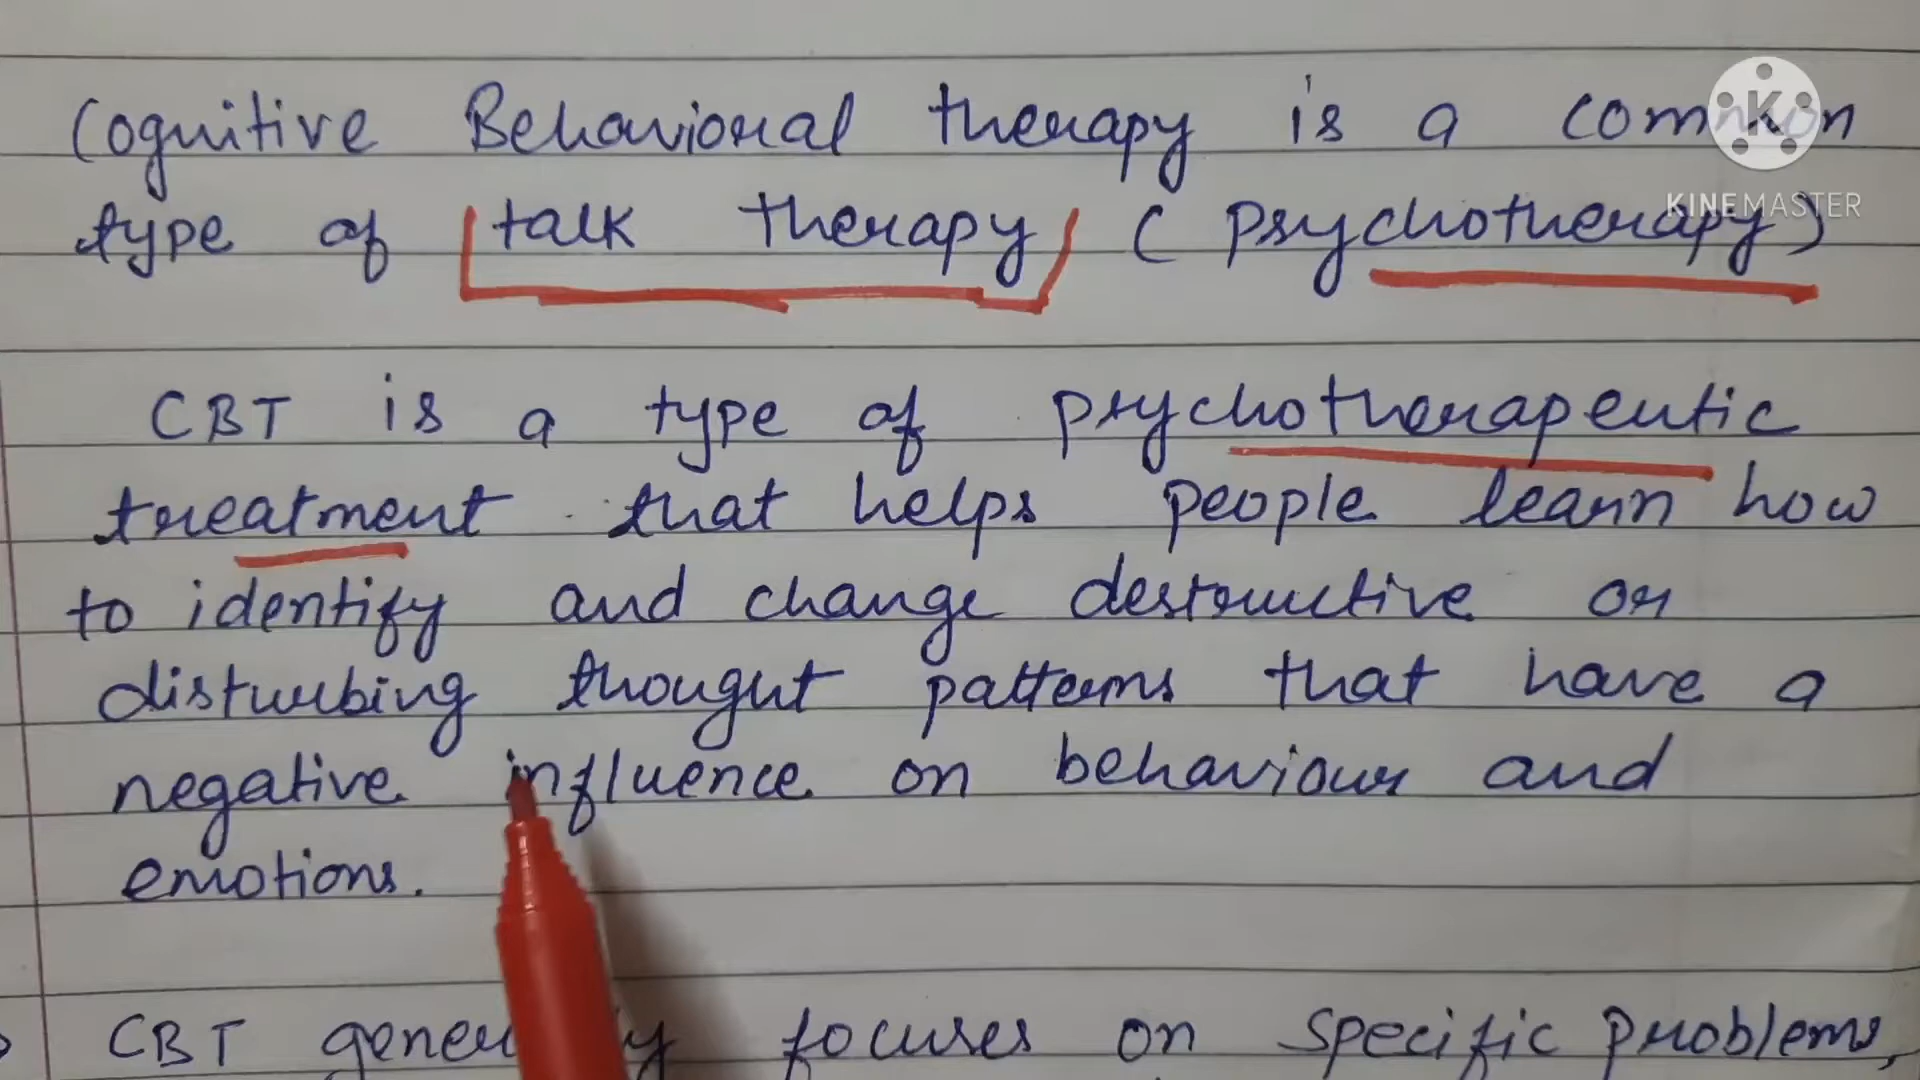 Cognitive Behavioral therapy is a common
type of talk therapy (psychotherapy)
CBT is a type of psychotherapeutic
treatment that helps people learn how
to identify and change destructive or
disturbing thought patterns that have a
negative influence on behaviour and
emotions.
CBT generally focuses on specific problems,
K
KINEMASTER